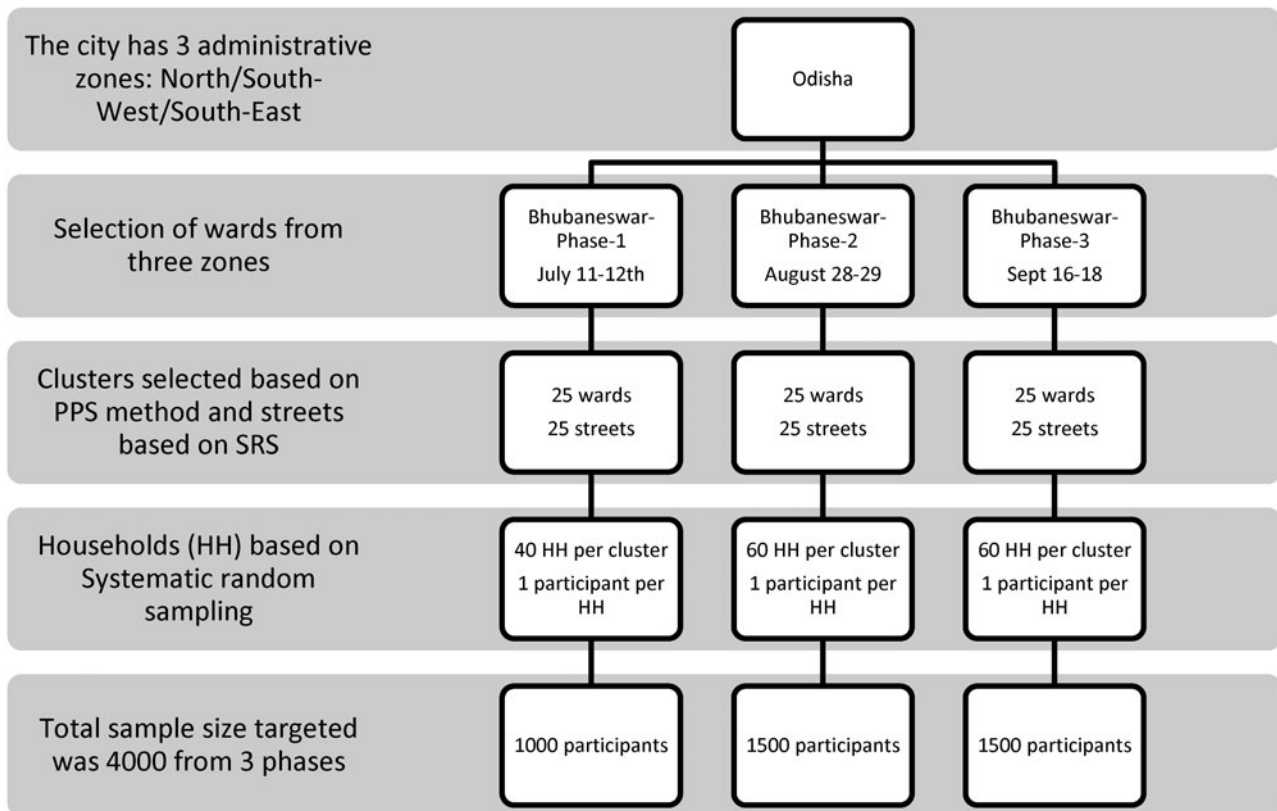 The city has 3 administrative
zones: North/South-
West/South-East
Odisha
Selection of wards from
three zones
Bhubaneswar-
Phase-1
July 11-12th
Bhubaneswar-
Phase-2
August 28-29
Bhubaneswar-
Phase-3
Sept 16-18
Clusters selected based on
PPS method and streets
based on SRS
25 wards
25 streets
25 wards
25 streets
25 wards
25 streets
Households (HH) based on
Systematic random
sampling
40 HH per cluster
1 participant per
HH
60 HH per cluster
1 participant per
HH
60 HH per cluster
1 participant per
HH
Total sample size targeted
was 4000 from 3 phases
1000 participants
1500 participants
1500 participants